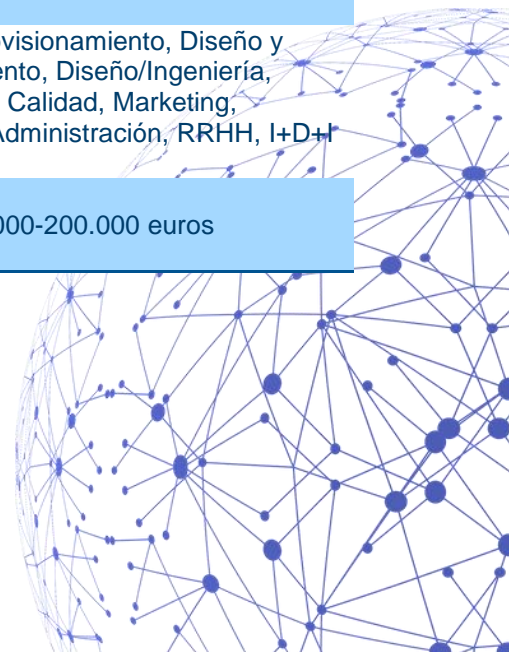 visionamiento, Diseño y
ento, Diseño/Ingeniería,
Calidad, Marketing,
Administración, RRHH, I+D+I
000-200.000 euros